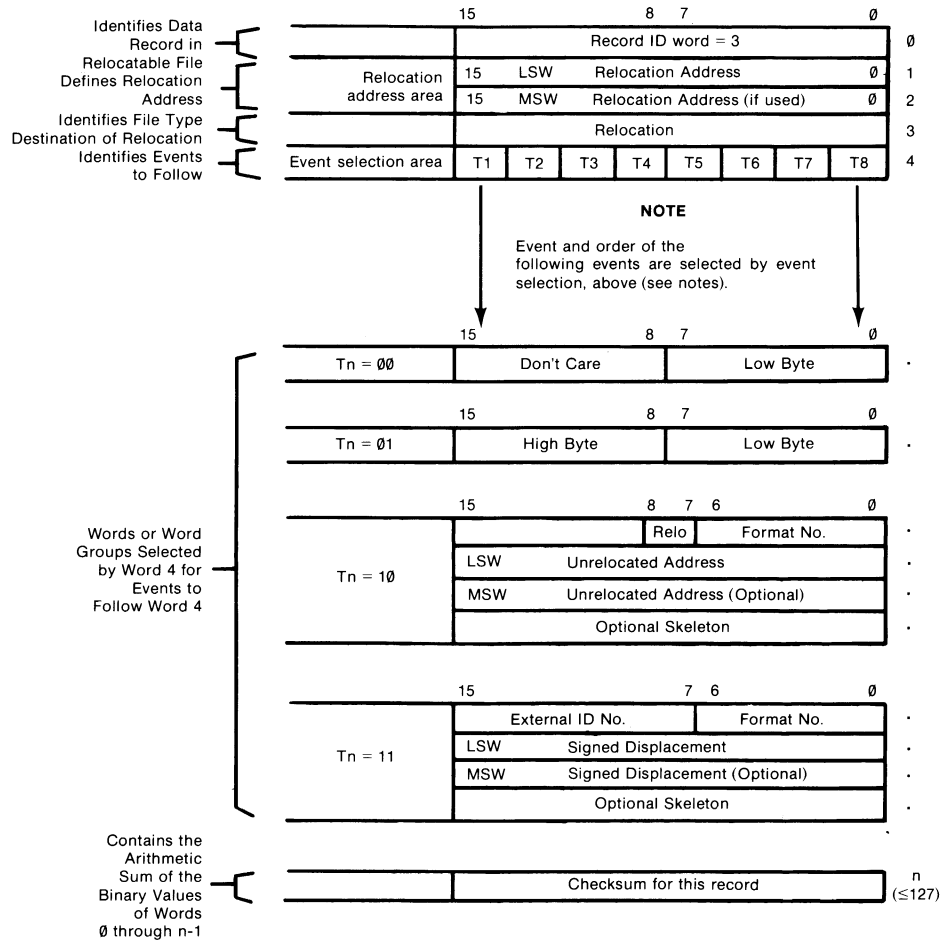 15 8 7 Ø
Identifies Data
Record in
Record ID word = 3 Ø
Relocatable File
Defines Relocation
Address
Relocation
address area
15 LSW Relocation Address Ø 1
15 MSW Relocation Address (if used) Ø 2
Identifies File Type
Destination of Relocation
Relocation 3
Identifies Events
to Follow
Event selection area T1 T2 T3 T4 T5 T6 T7 T8 4
NOTE
Event and order of the
following events are selected by event
selection, above (see notes).
15 8 7 Ø
Tn = ØØ Don't Care Low Byte .
15 8 7 Ø
Tn = Ø1 High Byte Low Byte .
15 8 7 6 Ø
Relo Format No. .
Words or Word
Groups Selected
by Word 4 for
Events to
Follow Word 4
Tn = 1Ø
LSW Unrelocated Address .
MSW Unrelocated Address (Optional) .
Optional Skeleton .
15 7 6 Ø
External ID No. Format No. .
Tn = 11
LSW Signed Displacement .
MSW Signed Displacement (Optional) .
Optional Skeleton .
Contains the
Arithmetic
Sum of the
Binary Values
of Words
Ø through n-1
Checksum for this record n
(≤127)